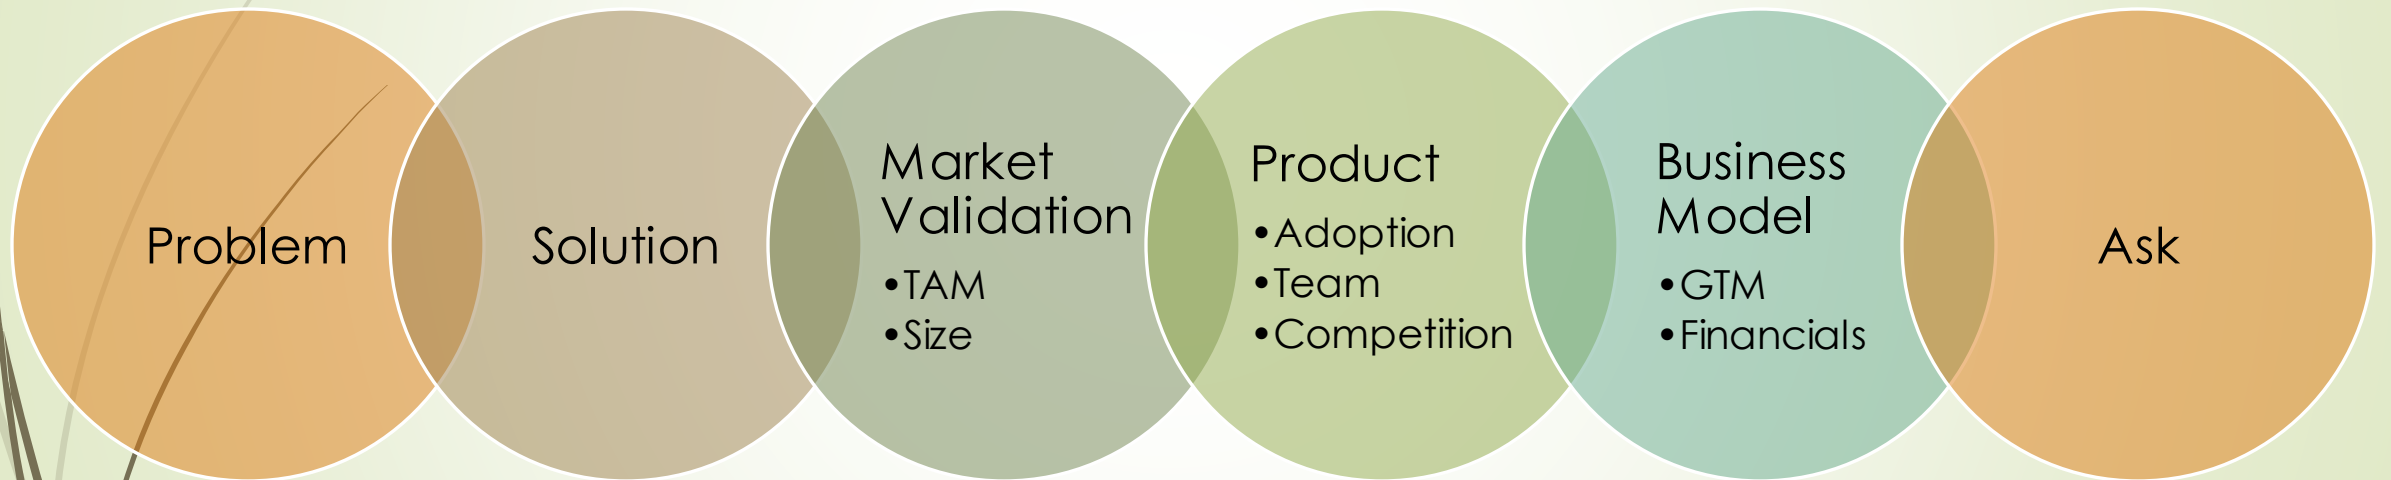 Problem
Solution
Market
Validation
•TAM
•Size
Product
•Adoption
•Team
•Competition
Business
Model
•GTM
•Financials
Ask